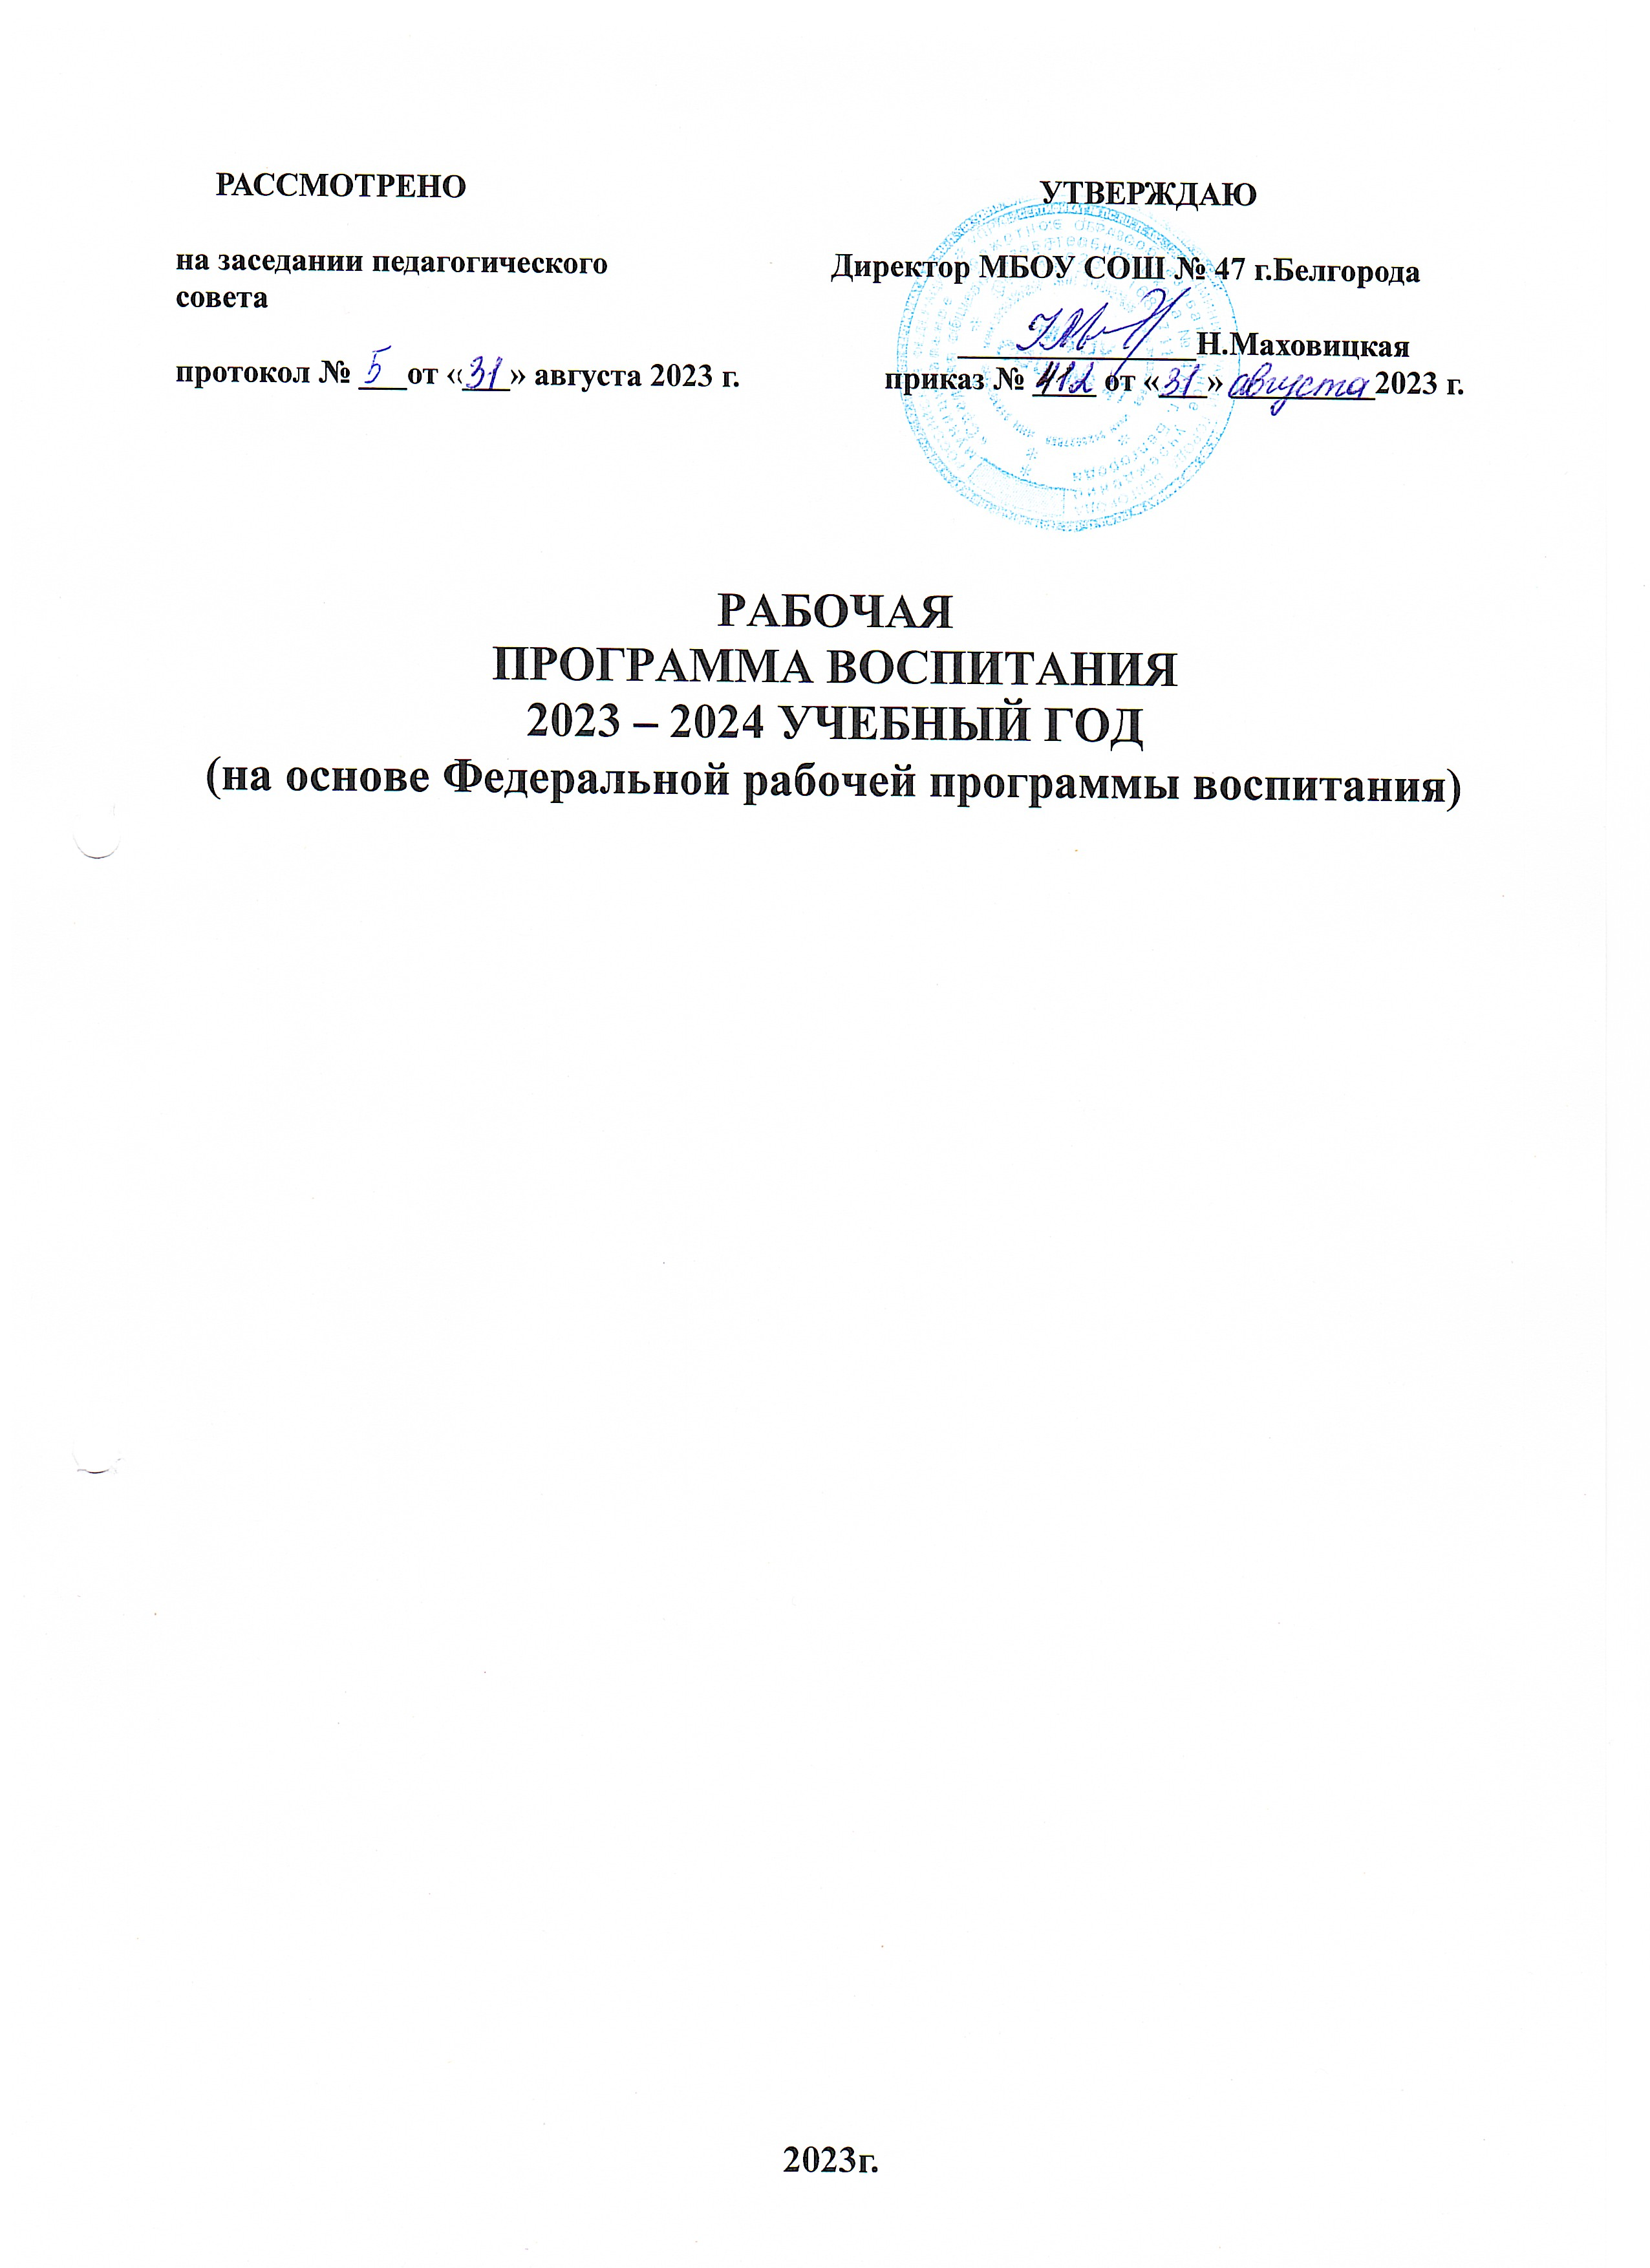 РАССМОТРЕНО
на заседании педагогического
совета
протокол № 5 от «31» августа 2023 г.
УТВЕРЖДАЮ
Директор МБОУ СОШ № 47 г.Белгорода
Н.Маховицкая
приказ № 412 от «31» августа 2023 г.
РАБОЧАЯ
ПРОГРАММА ВОСПИТАНИЯ
2023 – 2024 УЧЕБНЫЙ ГОД
(на основе Федеральной рабочей программы воспитания)
2023г.